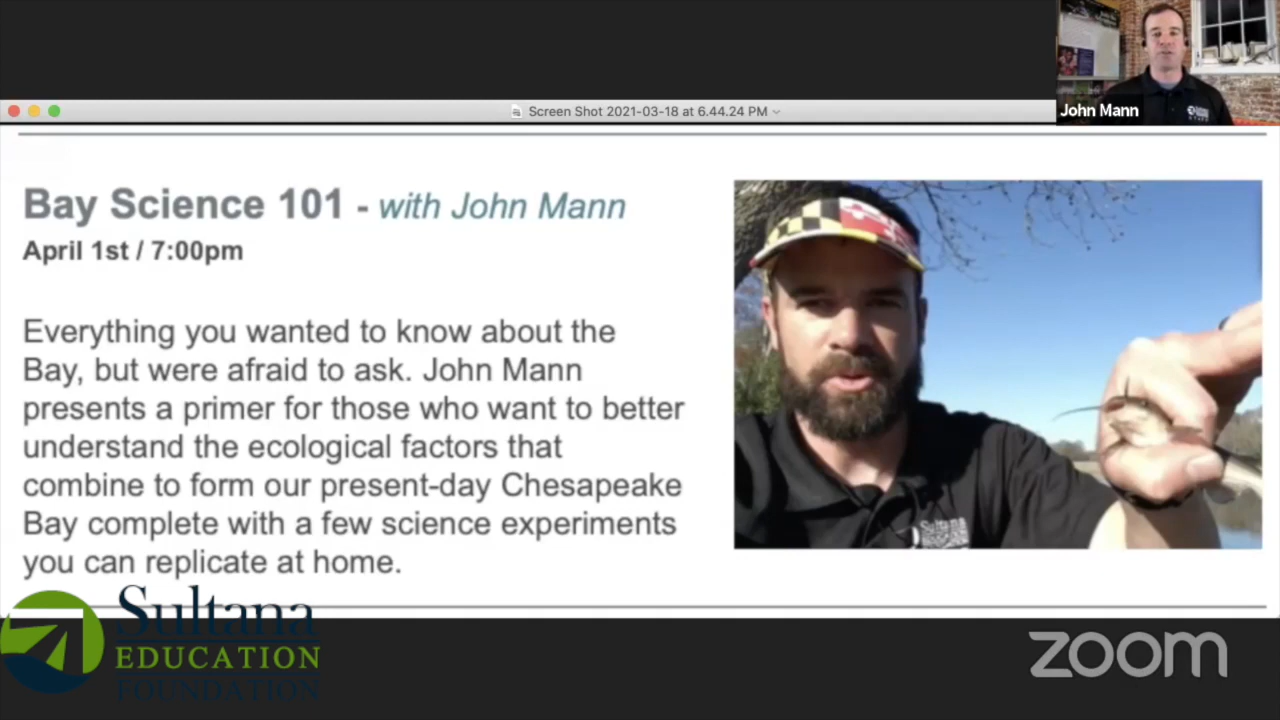 John Mann
Screen Shot 2021-03-18 at 6.44.24 PM
Bay Science 101 - with John Mann
April 1st / 7:00pm
Everything you wanted to know about the
Bay, but were afraid to ask. John Mann
presents a primer for those who want to better
understand the ecological factors that
combine to form our present-day Chesapeake
Bay complete with a few science experiments
you can replicate at home.
Sultana
Sultana
EDUCATION
FOUNDATION
zoom